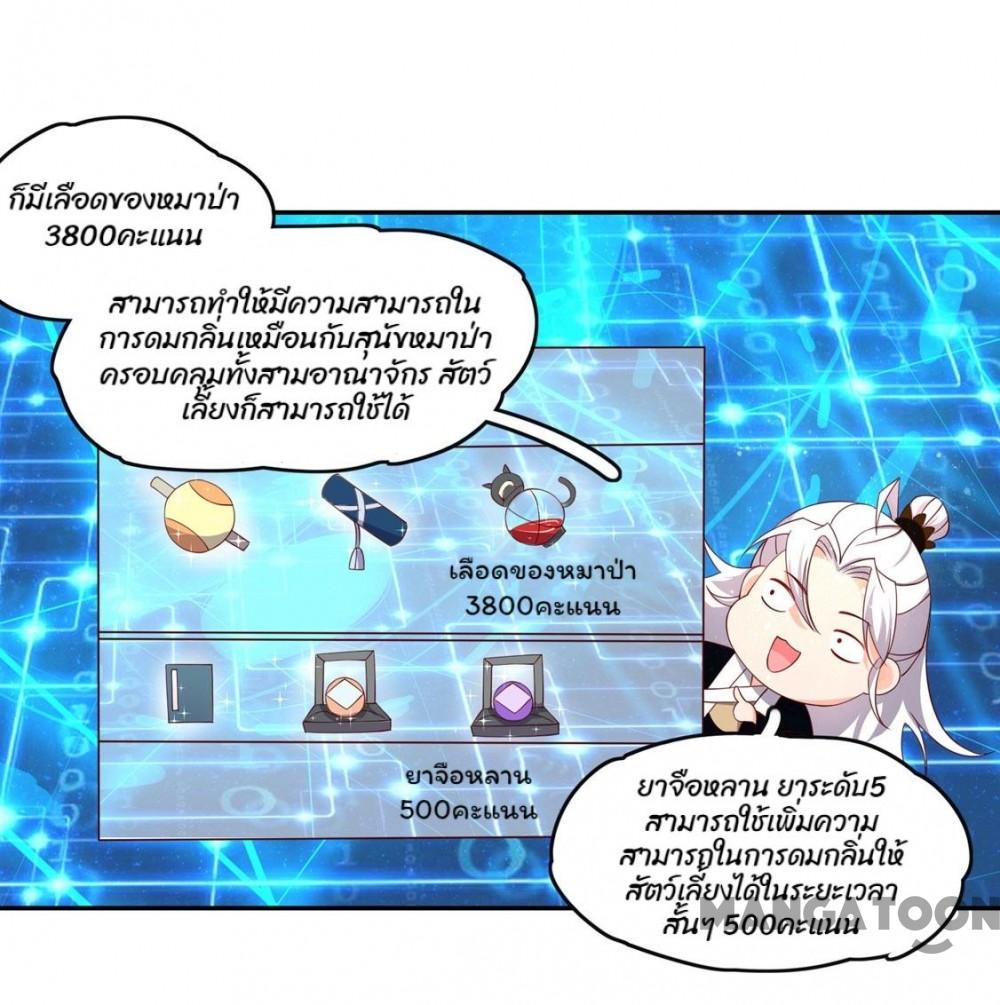 ก็มีเลือดของหมาป่า
3800คะแนน
สามารถทำให้มีความสามารถใน
การดมกลิ่นเหมือนกับสุนัขหมาป่า
ครอบคลุมทั้งสามอาณาจักร สัตว์
เลี้ยงก็สามารถใช้ได้
เลือดของหมาป่า
3800คะแนน
ยาจือหลาน
500คะแนน
ยาจือหลาน ยาระดับ5
สามารถใช้เพิ่มความ
สามารถในการดมกลิ่นให้
สัตว์เลี้ยงได้ในระยะเวลา
สั้นๆ 500คะแนน
MANGATOON